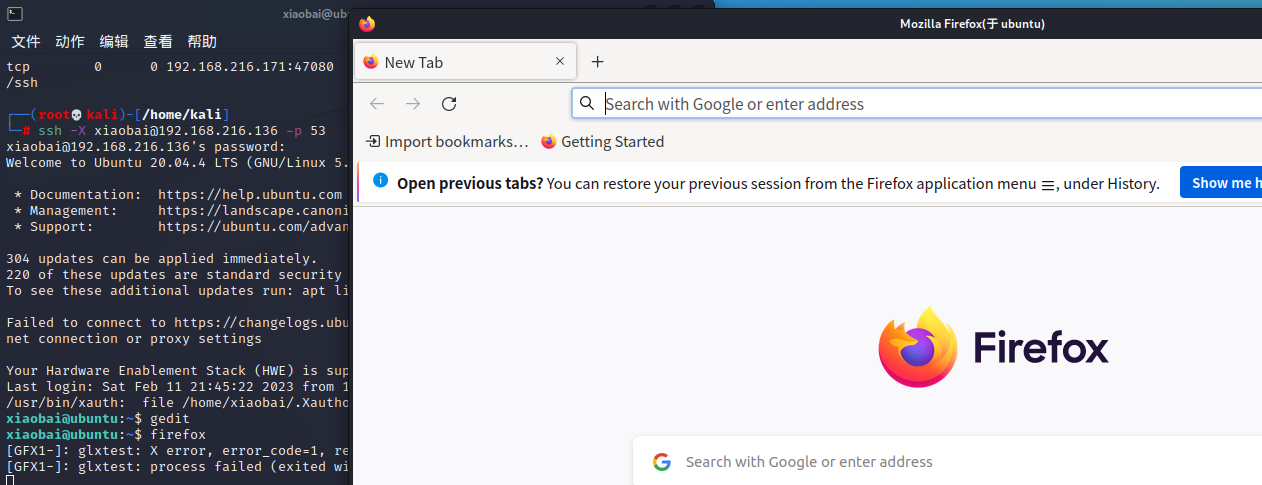 xiaobai@ubu
文件 动作 编辑 查看 帮助
tcp 0 0 192.168.216.171:47080
/ssh
┌──(root💀kali)-[/home/kali]
└─# ssh -X xiaobai@192.168.216.136 -p 53
xiaobai@192.168.216.136's password:
Welcome to Ubuntu 20.04.4 LTS (GNU/Linux 5.
* Documentation: https://help.ubuntu.com
* Management: https://landscape.canoni
* Support: https://ubuntu.com/advan
304 updates can be applied immediately.
220 of these updates are standard security
To see these additional updates run: apt li
Failed to connect to https://changelogs.ubu
net connection or proxy settings
Your Hardware Enablement Stack (HWE) is sup
Last login: Sat Feb 11 21:45:22 2023 from 1
/usr/bin/xauth: file /home/xiaobai/.Xautho
xiaobai@ubuntu:~$ gedit
xiaobai@ubuntu:~$ firefox
[GFX1-]: glxtest: X error, error_code=1, re
[GFX1-]: glxtest: process failed (exited wi
Mozilla Firefox(于 ubuntu)
New Tab
Search with Google or enter address
Import bookmarks… Getting Started
Open previous tabs? You can restore your previous session from the Firefox application menu ≡, under History.
Show me h
Firefox
Search with Google or enter address